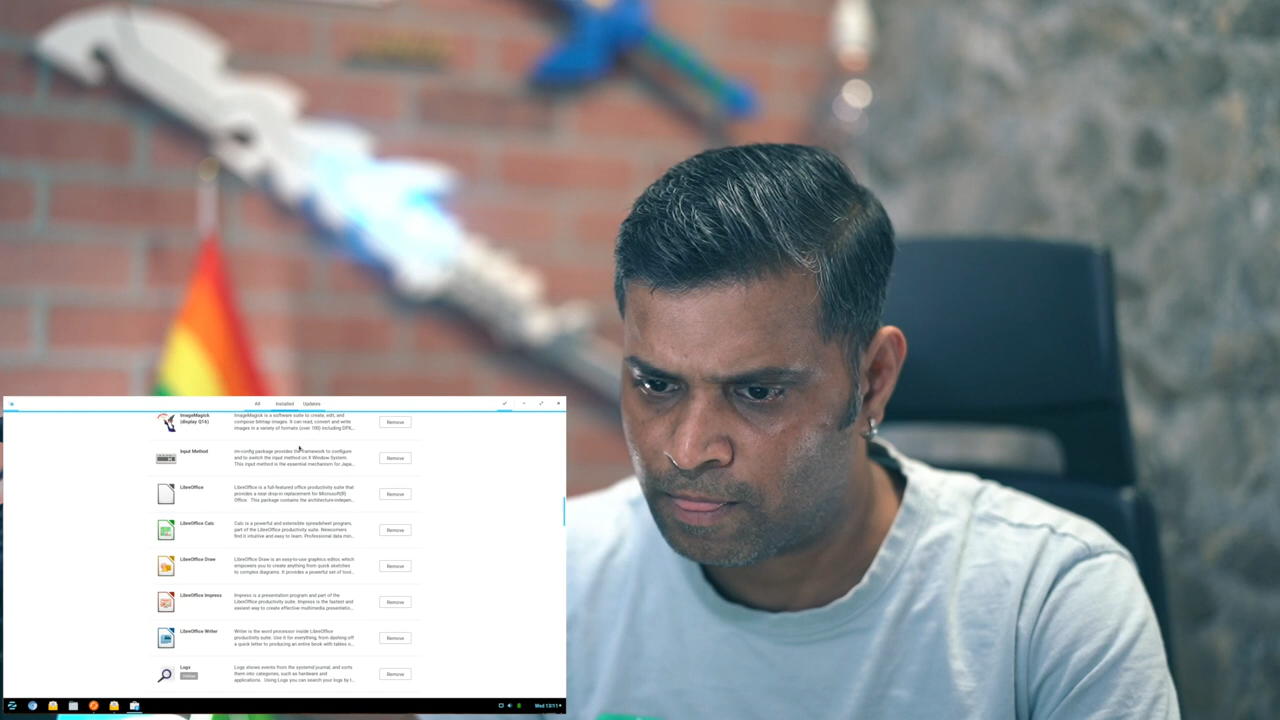 All Installed Updates
ImageMagick
(display Q16)
ImageMagick is a software suite to create, edit, and
compose bitmap images. It can read, convert and write
images in a variety of formats (over 100) including DPX,
Remove
Input Method
im-config package provides the framework to configure
and to switch the input method on X Window System.
This input method is the essential mechanism for Japa...
Remove
LibreOffice
LibreOffice is a full-featured office productivity suite that
provides a near drop-in replacement for Microsoft(R)
Office. This package contains the architecture-indepen...
Remove
LibreOffice Calc
Calc is a powerful and extensible spreadsheet program,
part of the LibreOffice productivity suite. Newcomers
find it intuitive and easy to learn. Professional data min...
Remove
LibreOffice Draw
LibreOffice Draw is an easy-to-use graphics editor, which
empowers you to create anything from quick sketches
to complex diagrams. It provides a powerful set of tool...
Remove
LibreOffice Impress
Impress is a presentation program and part of the
LibreOffice productivity suite. Impress is the fastest and
easiest way to create effective multimedia presentatio...
Remove
LibreOffice Writer
Writer is the word processor inside LibreOffice
productivity suite. Use it for everything, from dashing off
a quick letter to producing an entire book with tables o...
Remove
Logs
Logs shows events from the systemd journal, and sorts
them into categories, such as hardware and
applications. Using Logs you can search your logs by t...
Remove
Wed 13:11